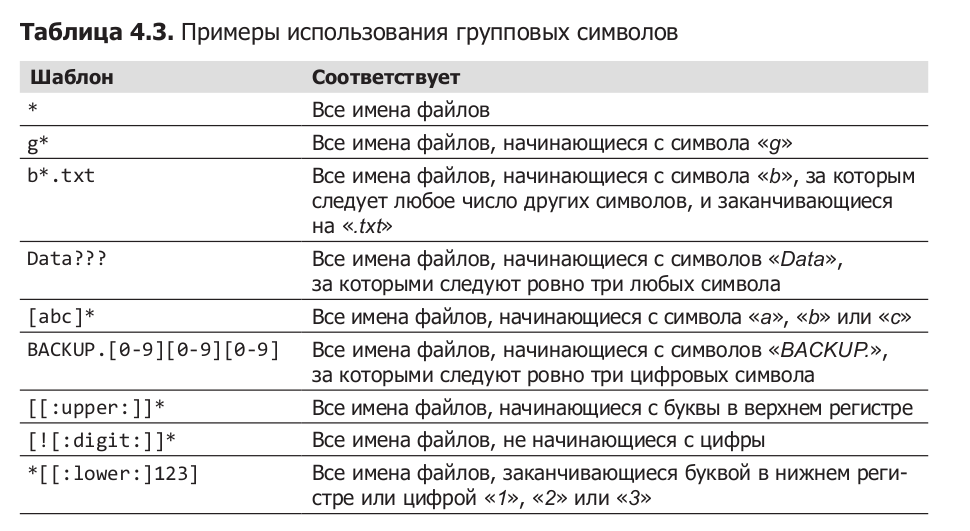 Таблица 4.3. Примеры использования групповых символов
Шаблон Соответствует
* Все имена файлов
g* Все имена файлов, начинающиеся с символа «g»
b*.txt Все имена файлов, начинающиеся с символа «b», за которым
следует любое число других символов, и заканчивающиеся
на «.txt»
Data??? Все имена файлов, начинающиеся с символов «Data»,
за которыми следуют ровно три любых символа
[abc]* Все имена файлов, начинающиеся с символа «a», «b» или «c»
BACKUP.[0-9][0-9][0-9] Все имена файлов, начинающиеся с символов «BACKUP.»,
за которыми следуют ровно три цифровых символа
[[:upper:]]* Все имена файлов, начинающиеся с буквы в верхнем регистре
[![:digit:]]* Все имена файлов, не начинающиеся с цифры
*[[:lower:]123] Все имена файлов, заканчивающиеся буквой в нижнем реги-
стре или цифрой «1», «2» или «3»